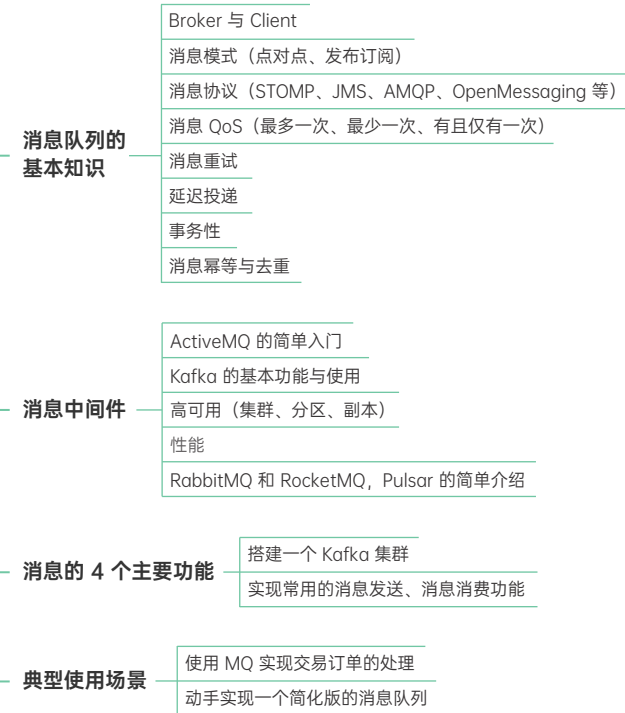 Broker 与 Client
消息模式（点对点、发布订阅）
消息协议（STOMP、JMS、AMQP、OpenMessaging 等）
消息 QoS（最多一次、最少一次、有且仅有一次）
消息队列的
基本知识
消息重试
延迟投递
事务性
消息幂等与去重
ActiveMQ 的简单入门
Kafka 的基本功能与使用
消息中间件
高可用（集群、分区、副本）
性能
RabbitMQ 和 RocketMQ，Pulsar 的简单介绍
消息的 4 个主要功能
搭建一个 Kafka 集群
实现常用的消息发送、消息消费功能
典型使用场景
使用 MQ 实现交易订单的处理
动手实现一个简化版的消息队列